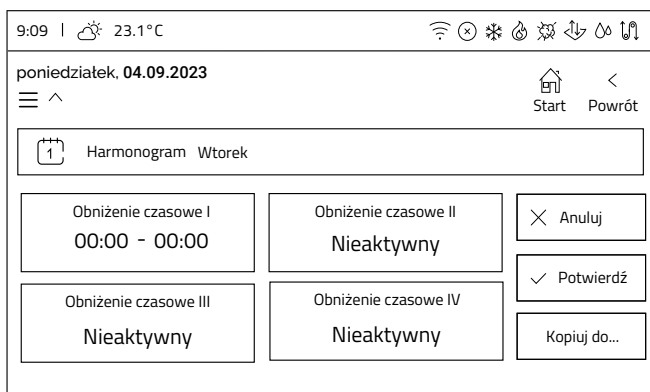 9:09 | 23.1°C
poniedziałek, 04.09.2023
Start Powrót
1 Harmonogram Wtorek
Obniżenie czasowe I
00:00 - 00:00
Obniżenie czasowe II
Nieaktywny
Anuluj
Obniżenie czasowe III
Nieaktywny
Obniżenie czasowe IV
Nieaktywny
Potwierdź
Kopiuj do...